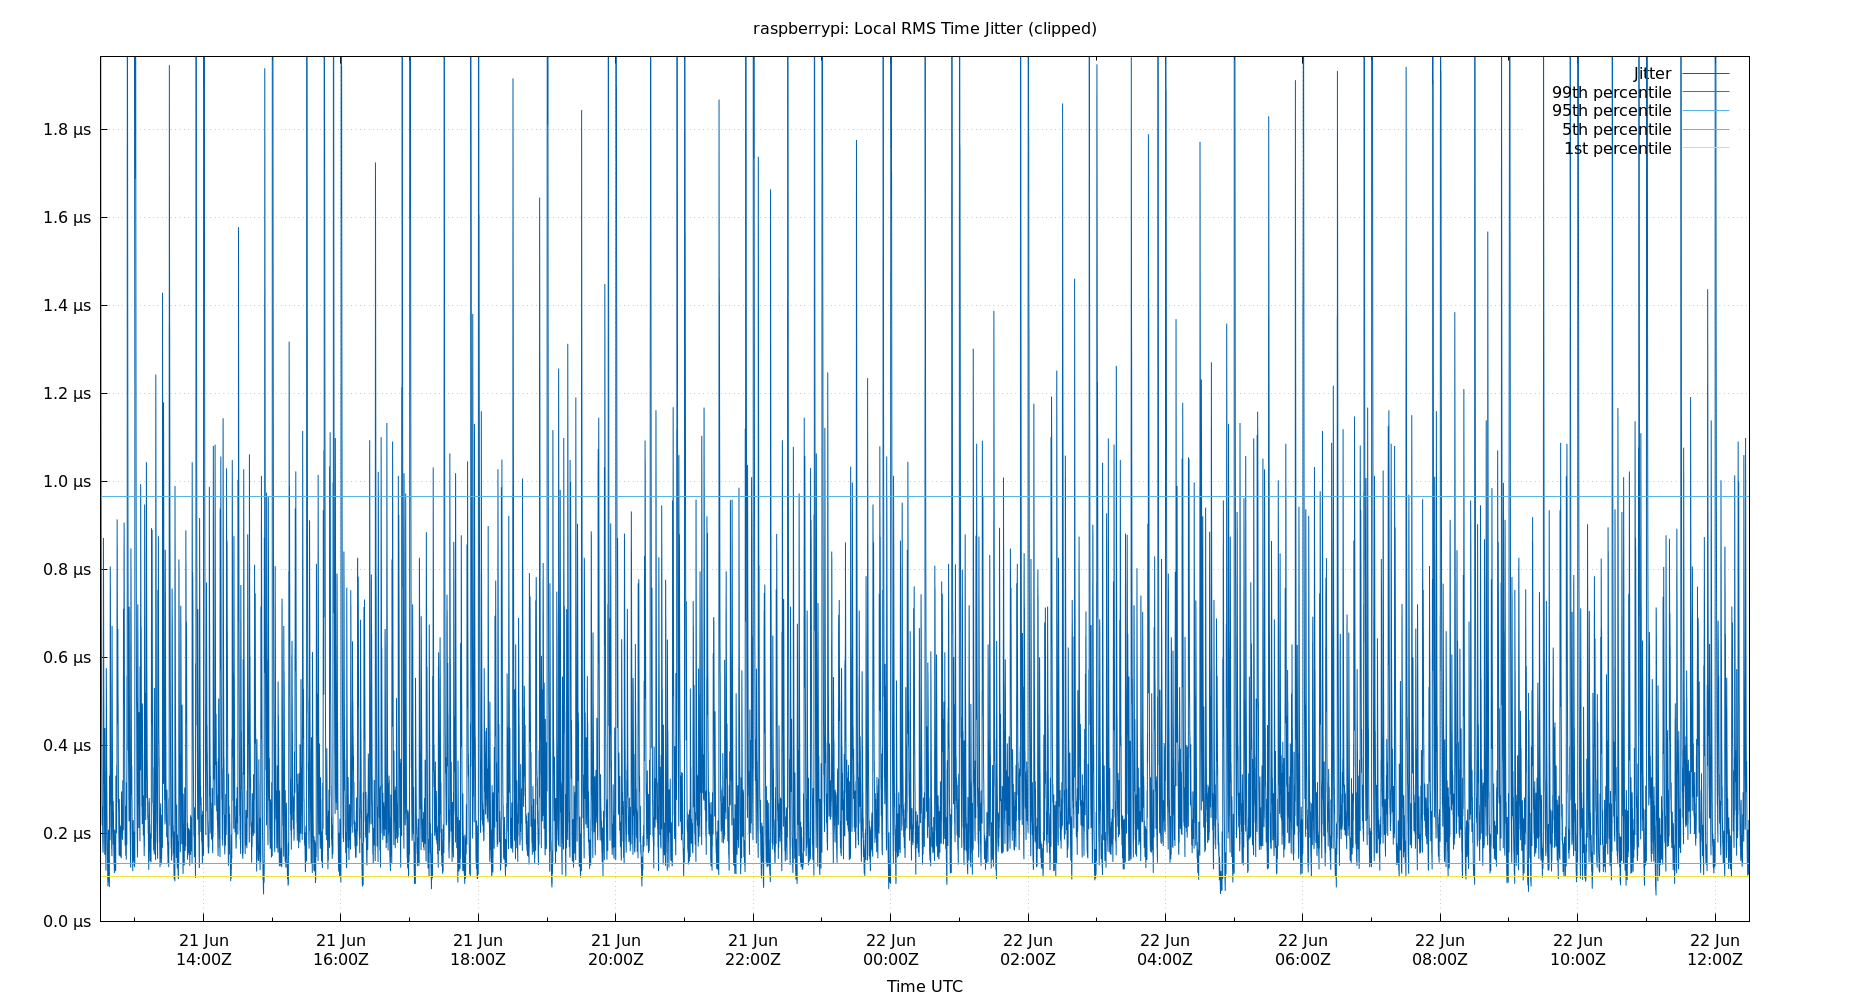 raspberrypi: Local RMS Time Jitter (clipped)
Jitter
99th percentile
95th percentile
5th percentile
1st percentile
1.8 μs
1.6 μs
1.4 μs
1.2 μs
1.0 μs
0.8 μs
0.6 μs
0.4 μs
0.2 μs
0.0 μs
21 Jun 21 Jun 21 Jun 21 Jun 21 Jun 22 Jun 22 Jun 22 Jun 22 Jun 22 Jun 22 Jun 22 Jun
14:00Z 16:00Z 18:00Z 20:00Z 22:00Z 00:00Z 02:00Z 04:00Z 06:00Z 08:00Z 10:00Z 12:00Z
Time UTC